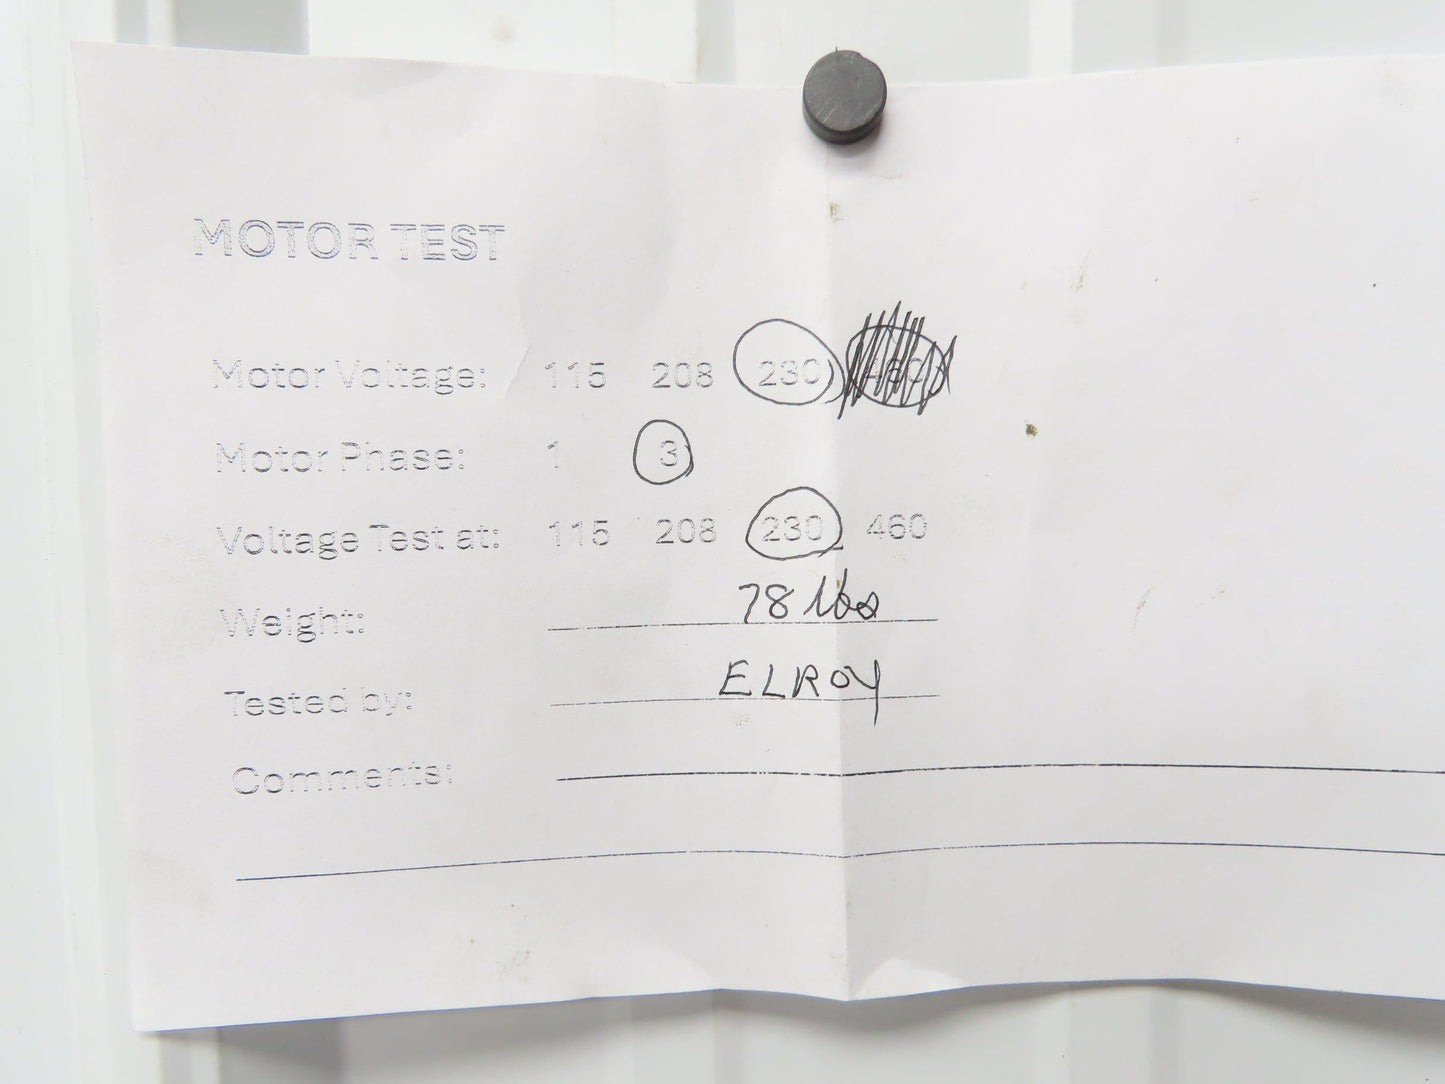 MOTOR TEST
Motor Voltage: 115 208 230 460
Motor Phase: 1 3
Voltage Test at: 115 208 230 460
Weight: 78 lbs
Tested by: ELROY
Comments: